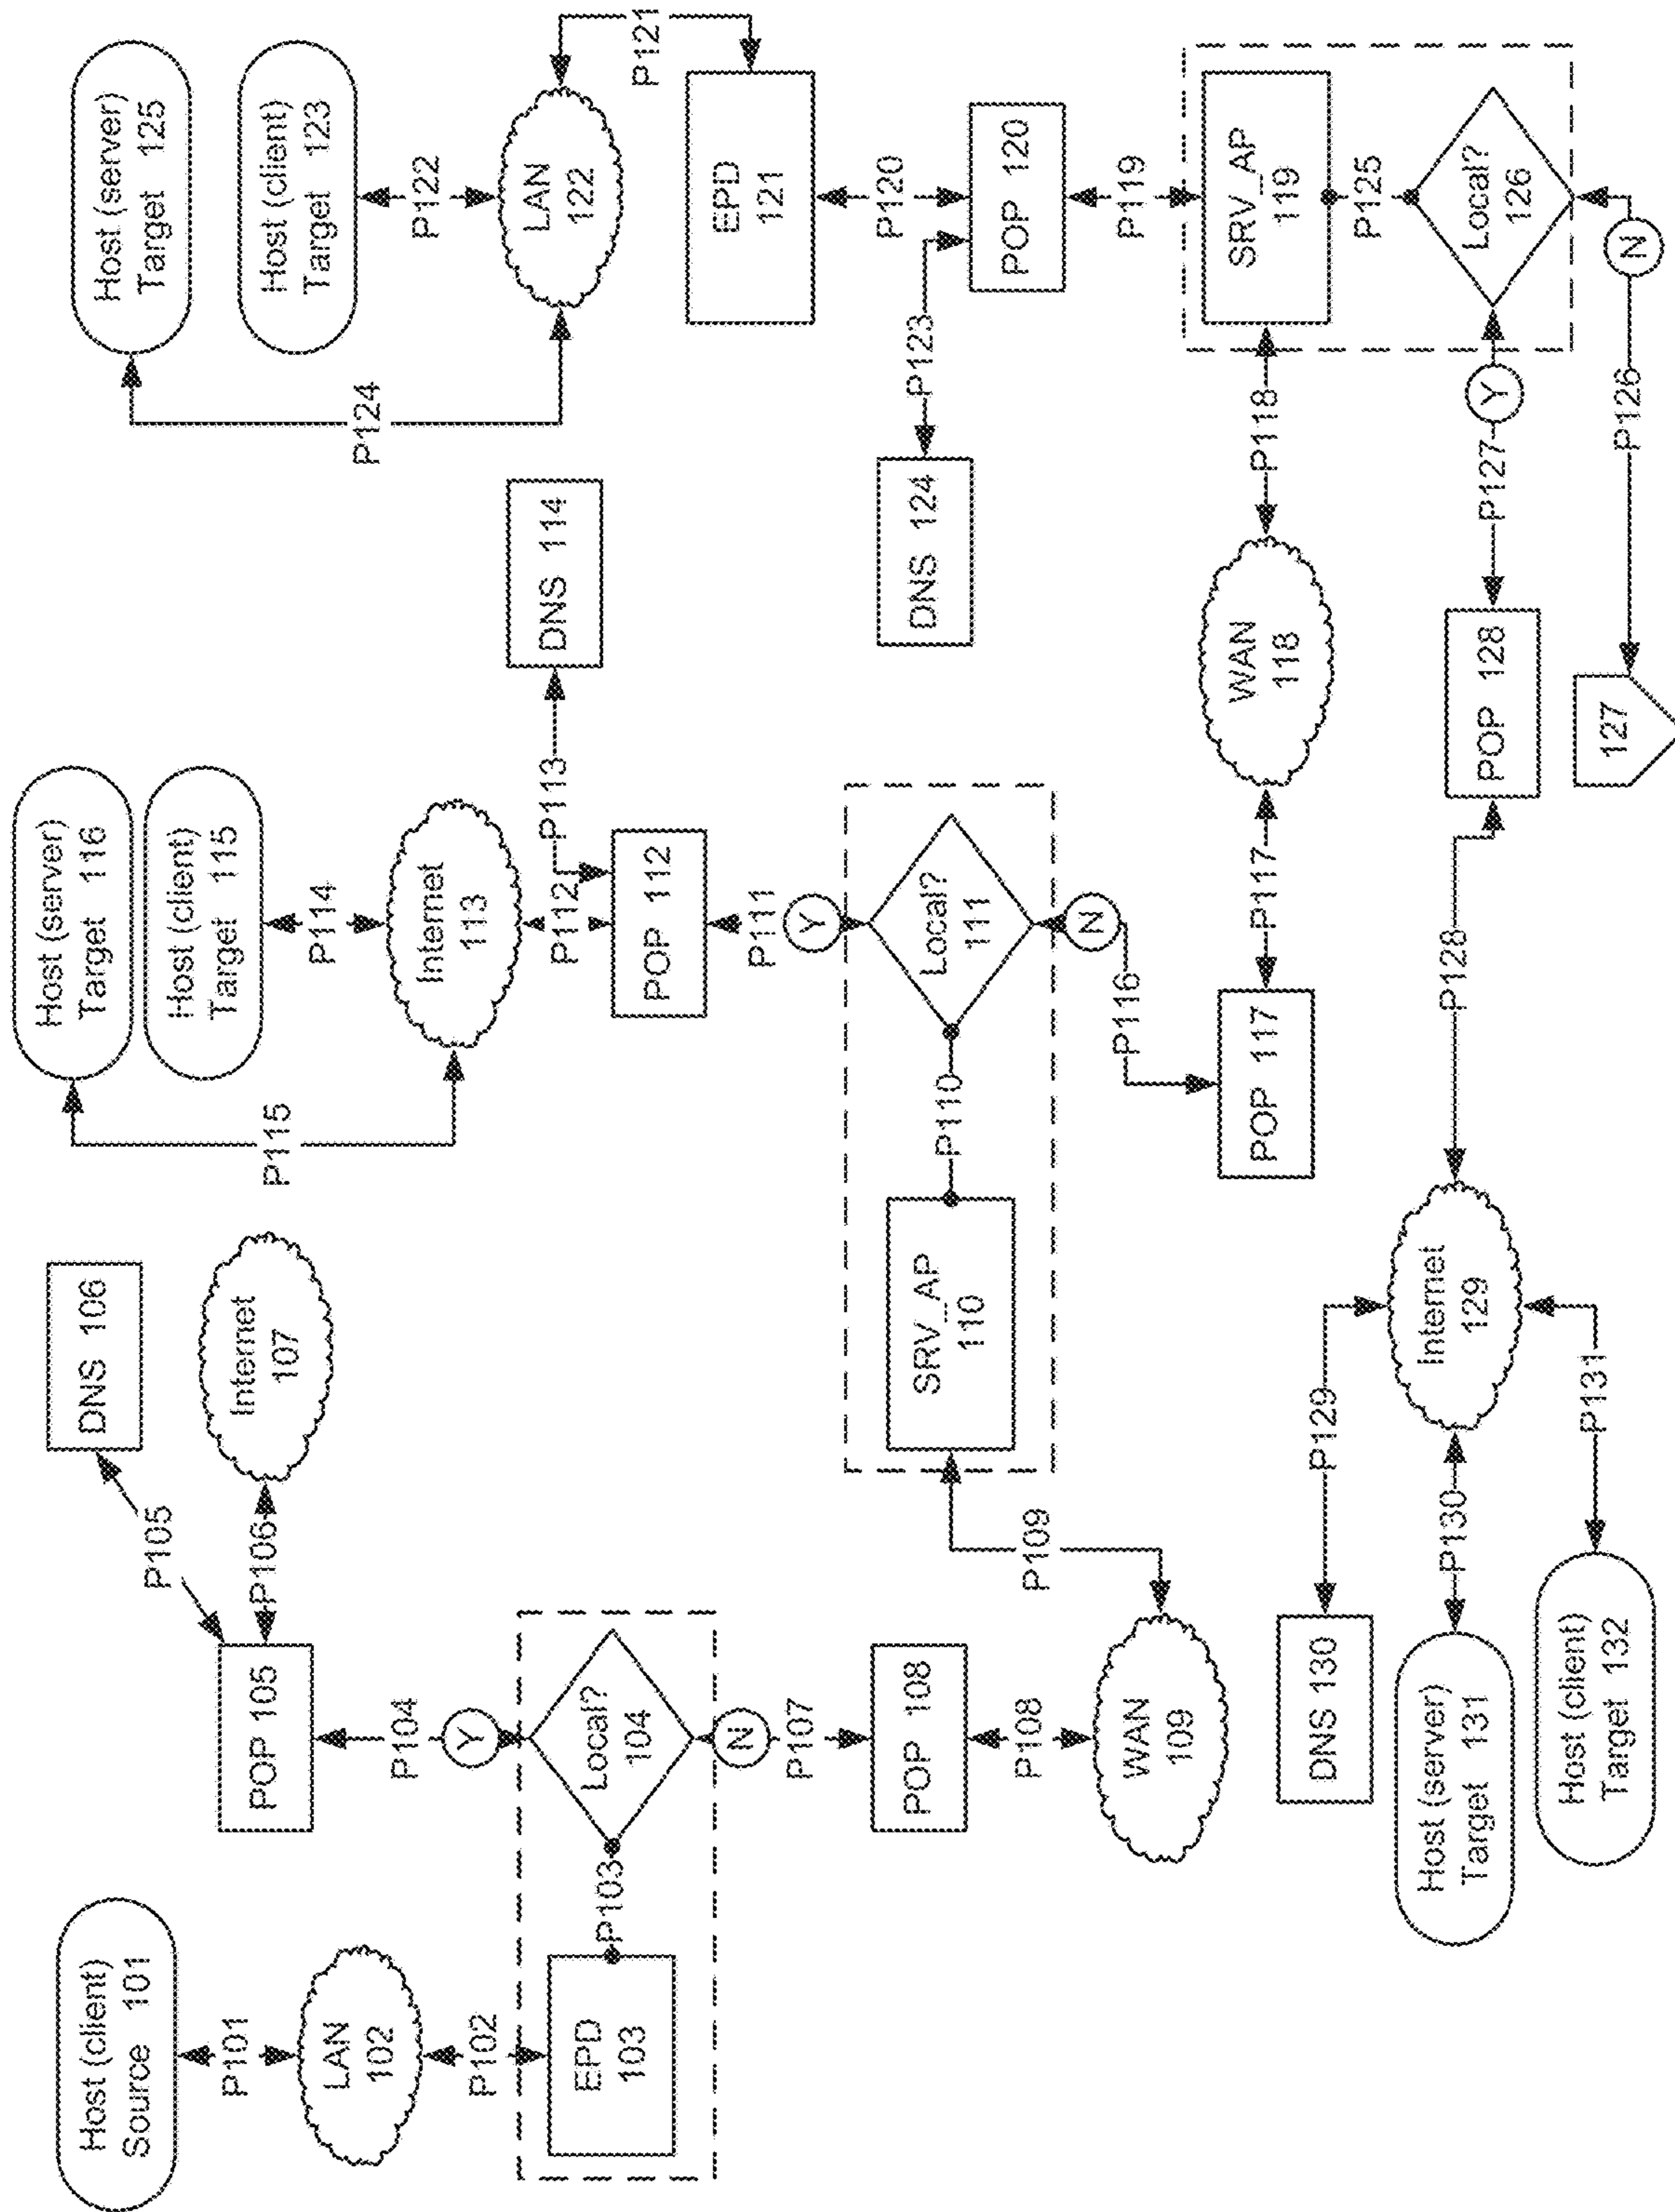 Host (client)
Source 101
P101
LAN
102
P102
EPD
103
P103
Local?
104
Y
P104
POP 105
P105
DNS 106
P106
Internet
107
N
P107
POP 108
P108
WAN
109
P109
SRV_AP
110
P110
Local?
111
Y
P111
POP 112
P112
P113
DNS 114
Internet
113
P114
Host (client)
Target 115
P115
Host (server)
Target 116
N
P116
POP 117
P117
WAN
118
P118
SRV_AP
119
P119
POP 120
P120
EPD
121
P121
LAN
122
P122
Host (client)
Target 123
P123
DNS 124
P124
Host (server)
Target 125
P125
Local?
126
N
P126
127
Y
P127
POP 128
P128
Internet
129
P129
DNS 130
P130
Host (server)
Target 131
P131
Host (client)
Target 132